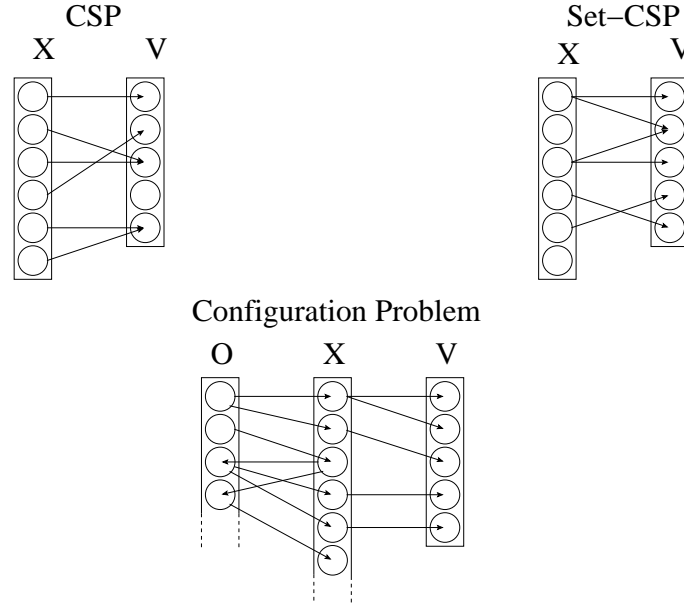 CSP
X V
Set–CSP
X V
Configuration Problem
O X V